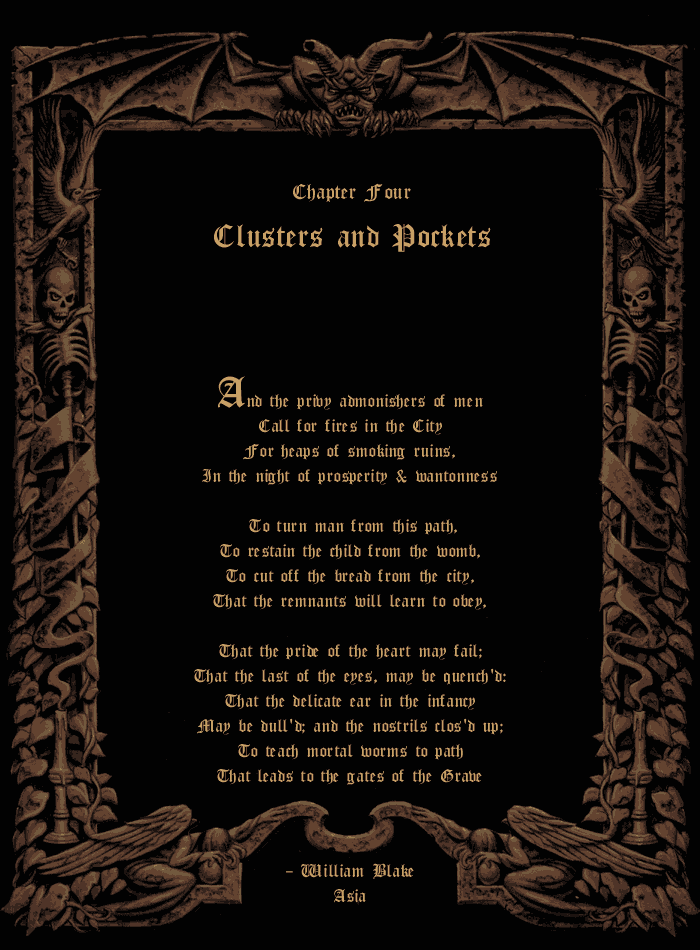 Chapter Four
Clusters and Pockets
And the privy admonishers of men
Call for fires in the City
For heaps of smoking ruins,
In the night of prosperity & wantonness
To turn man from this path,
To restain the child from the womb,
To cut off the bread from the city,
That the remnants will learn to obey,
That the pride of the heart may fail;
That the last of the eyes, may be quench'd:
That the delicate ear in the infancy
May be dull'd; and the nostrils clos'd up;
To teach mortal worms to path
That leads to the gates of the Grave
- William Blake
Asia